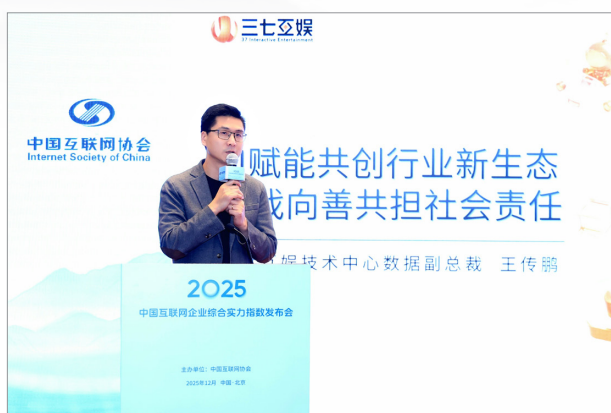 三七互娱
37 Interactive Entertainment
中国互联网协会
Internet Society of China
赋能共创行业新生态
向善共担社会责任
娱技术中心数据副总裁 王传鹏
2025
中国互联网企业综合实力指数发布会
主办单位：中国互联网协会
2025年12月 中国·北京